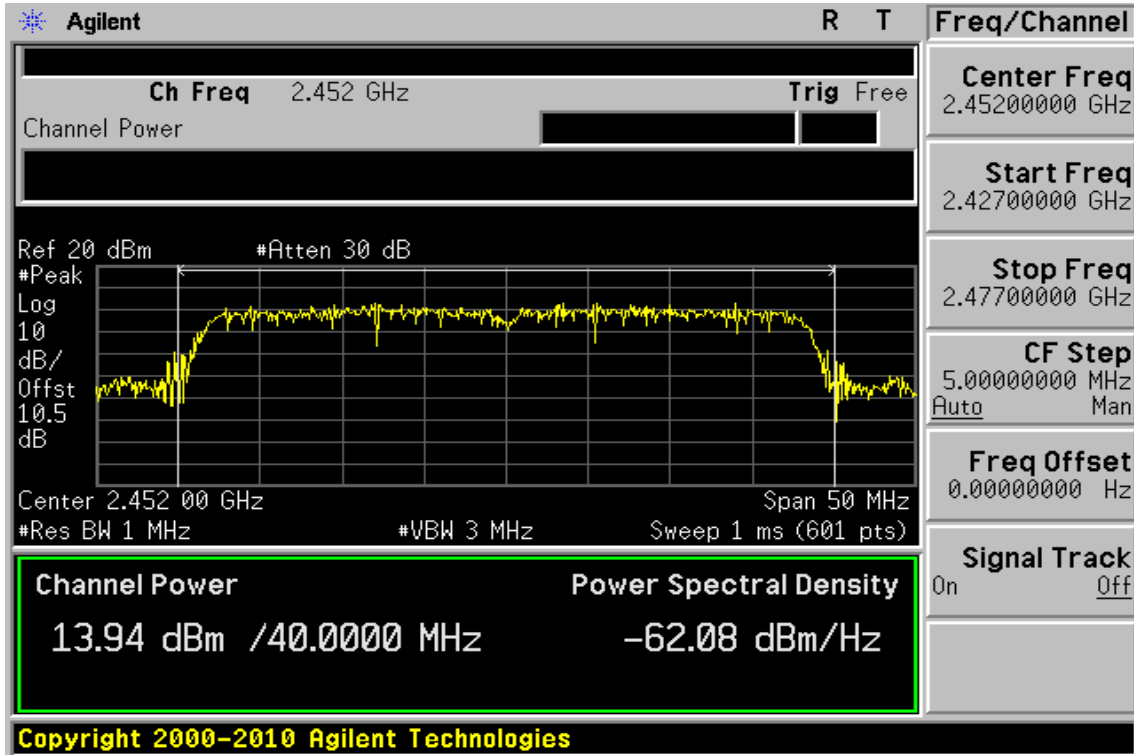 Agilent R T
Freq/Channel
Ch Freq 2.452 GHz Trig Free
Channel Power
Ref 20 dBm #Atten 30 dB
#Peak
Log
10
dB/
Offst
10.5
dB
Center 2.452 00 GHz Span 50 MHz
#Res BW 1 MHz #VBW 3 MHz Sweep 1 ms (601 pts)
Channel Power Power Spectral Density
13.94 dBm /40.0000 MHz -62.08 dBm/Hz
Copyright 2000-2010 Agilent Technologies
Center Freq
2.45200000 GHz
Start Freq
2.42700000 GHz
Stop Freq
2.47700000 GHz
CF Step
5.00000000 MHz
Auto Man
Freq Offset
0.00000000 Hz
Signal Track
On Off